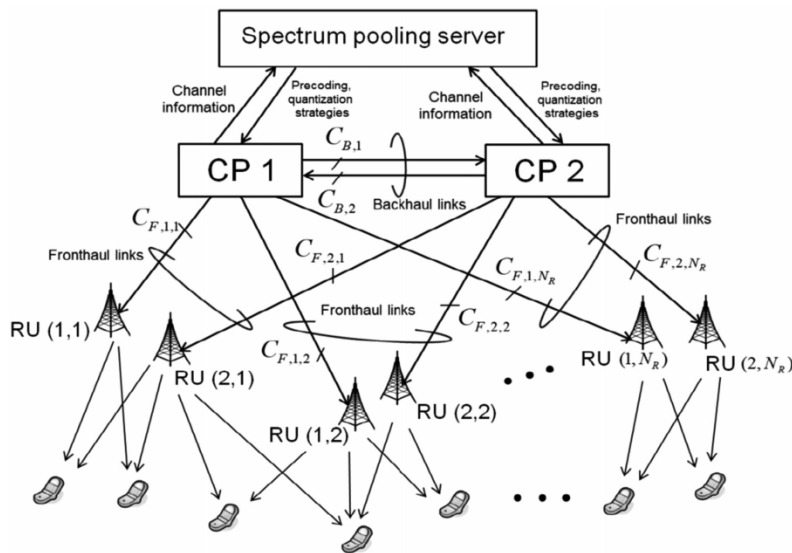 Spectrum pooling server
Channel
information
Precoding,
quantization
strategies
Channel
information
Precoding,
quantization
strategies
CP 1
C_{B,1}
C_{B,2}
Backhaul links
CP 2
C_{F,1,1}
Fronthaul links
C_{F,2,1}
Fronthaul links
C_{F,1,N_R}
Fronthaul links
C_{F,2,N_R}
C_{F,1,2}
C_{F,2,2}
RU (1,1)
RU (2,1)
RU (1,2)
RU (2,2)
RU (1, N_R)
RU (2, N_R)